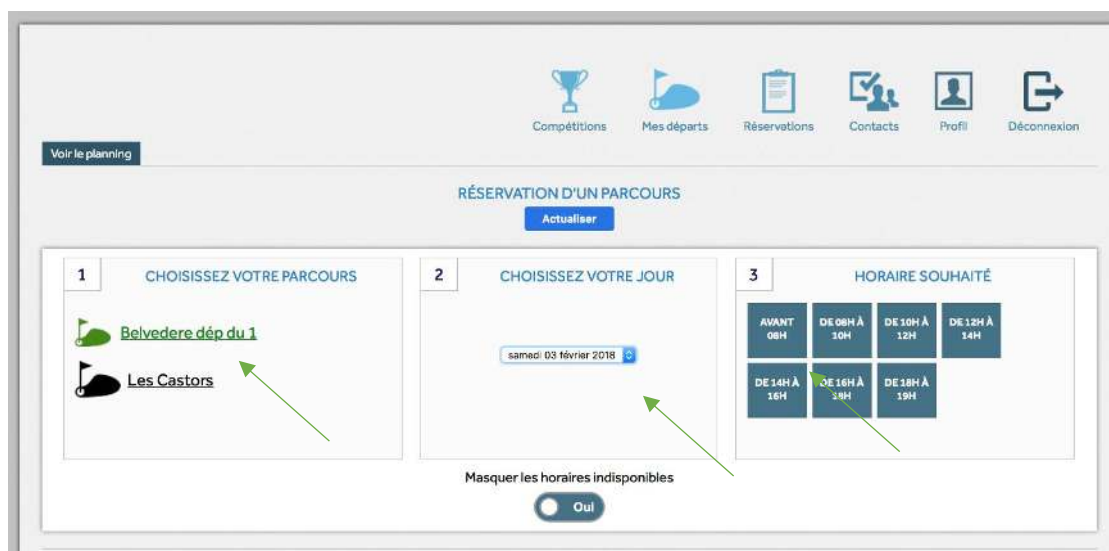 Compétitions Mes départs Réservations Contacts Profil Déconnexion
Voir le planning
RÉSERVATION D'UN PARCOURS
Actualiser
1 CHOISISSEZ VOTRE PARCOURS
Belvedere dép du 1
Les Castors
2 CHOISISSEZ VOTRE JOUR
samedi 03 février 2018
3 HORAIRE SOUHAITÉ
AVANT
08H
DE 08H À
10H
DE 10H À
12H
DE 12H À
14H
DE 14H À
16H
DE 16H À
18H
DE 18H À
19H
Masquer les horaires indisponibles
Oui